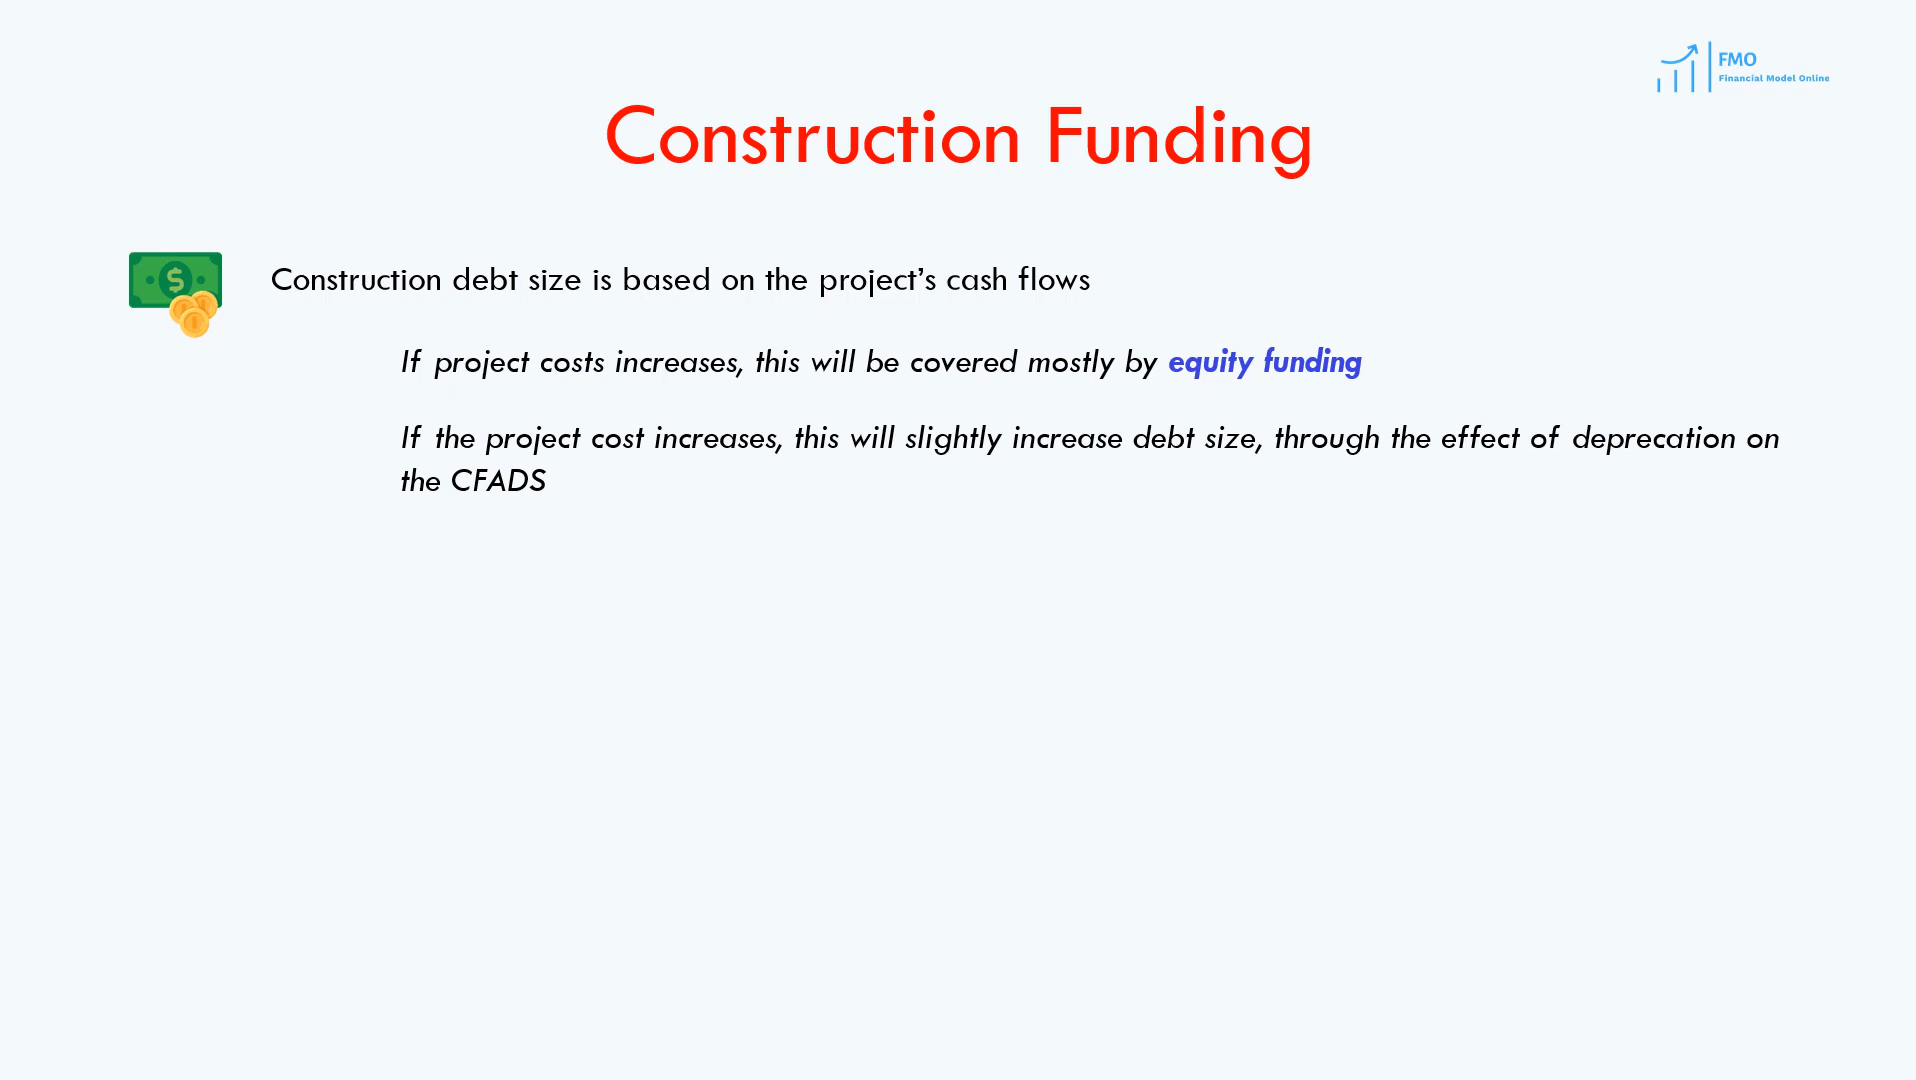 FMO
Financial Model Online
Construction Funding
Construction debt size is based on the project’s cash flows
If project costs increases, this will be covered mostly by equity funding
If the project cost increases, this will slightly increase debt size, through the effect of deprecation on
the CFADS